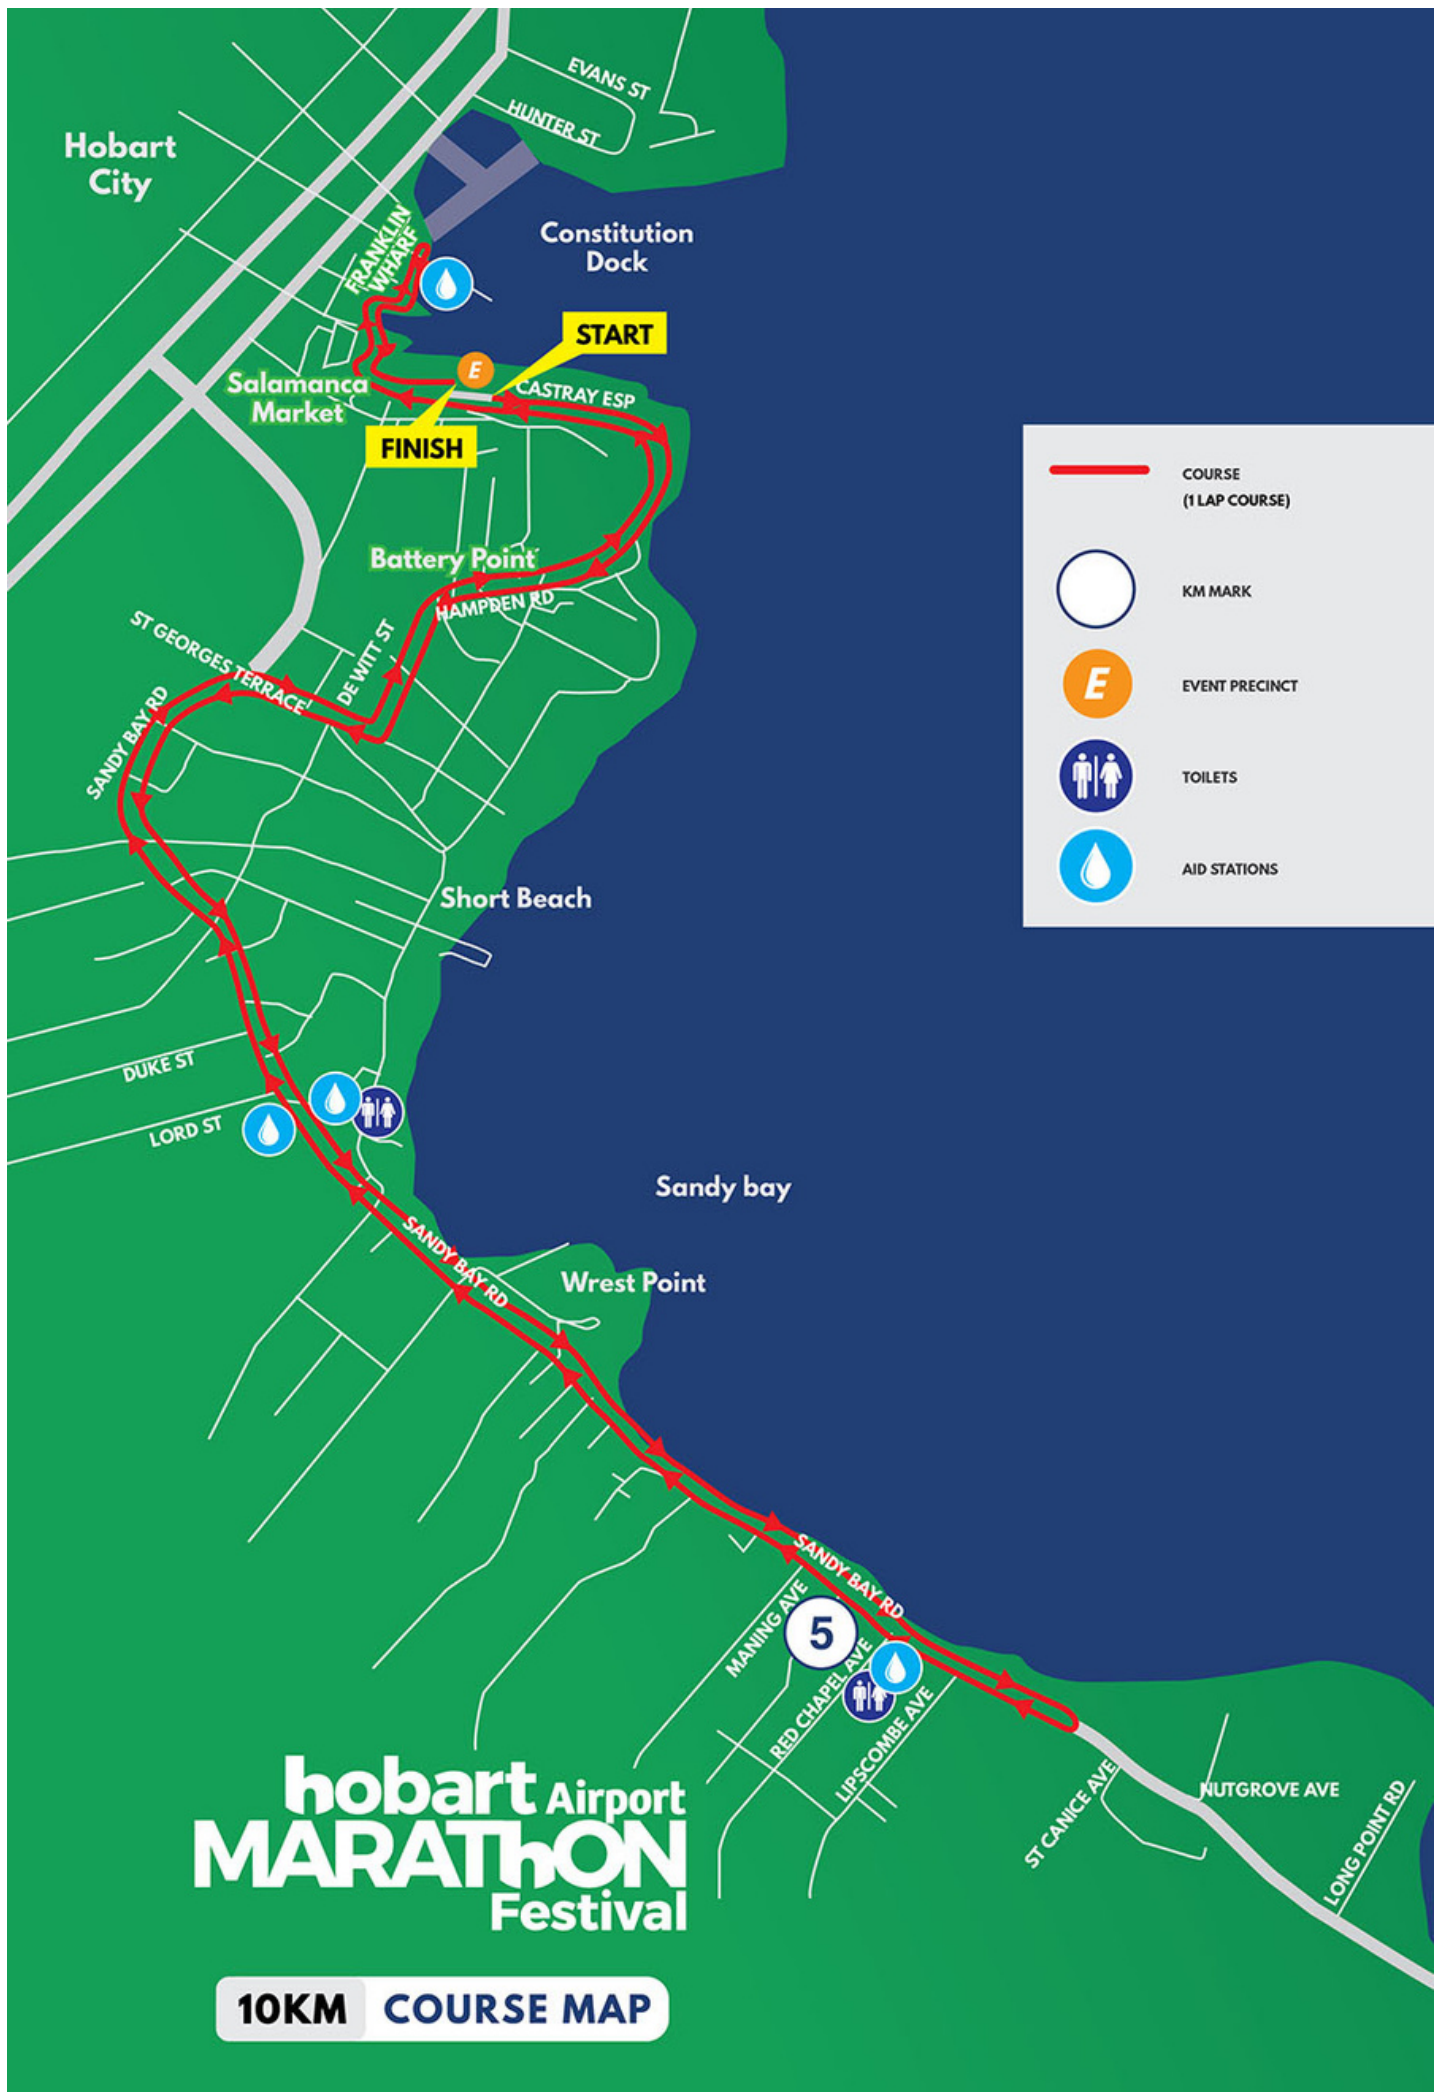 EVANS ST
HUNTER ST
Hobart
City
FRANKLIN
WHARF
Constitution
Dock
START
E
CASTRAY ESP
Salamanca
Market
FINISH
COURSE
(1 LAP COURSE)
KM MARK
E
EVENT PRECINCT
TOILETS
AID STATIONS
Battery Point
HAMPDEN RD
ST GEORGES TERRACE
DE WITT ST
SANDY BAY RD
Short Beach
DUKE ST
LORD ST
Sandy bay
SANDY BAY RD
Wrest Point
SANDY BAY RD
MANING AVE
5
RED CHAPEL AVE
LIPSCOMBE AVE
ST CANICE AVE
NUTGROVE AVE
LONG POINT RD
hobart Airport
MARAThON
Festival
10KM COURSE MAP